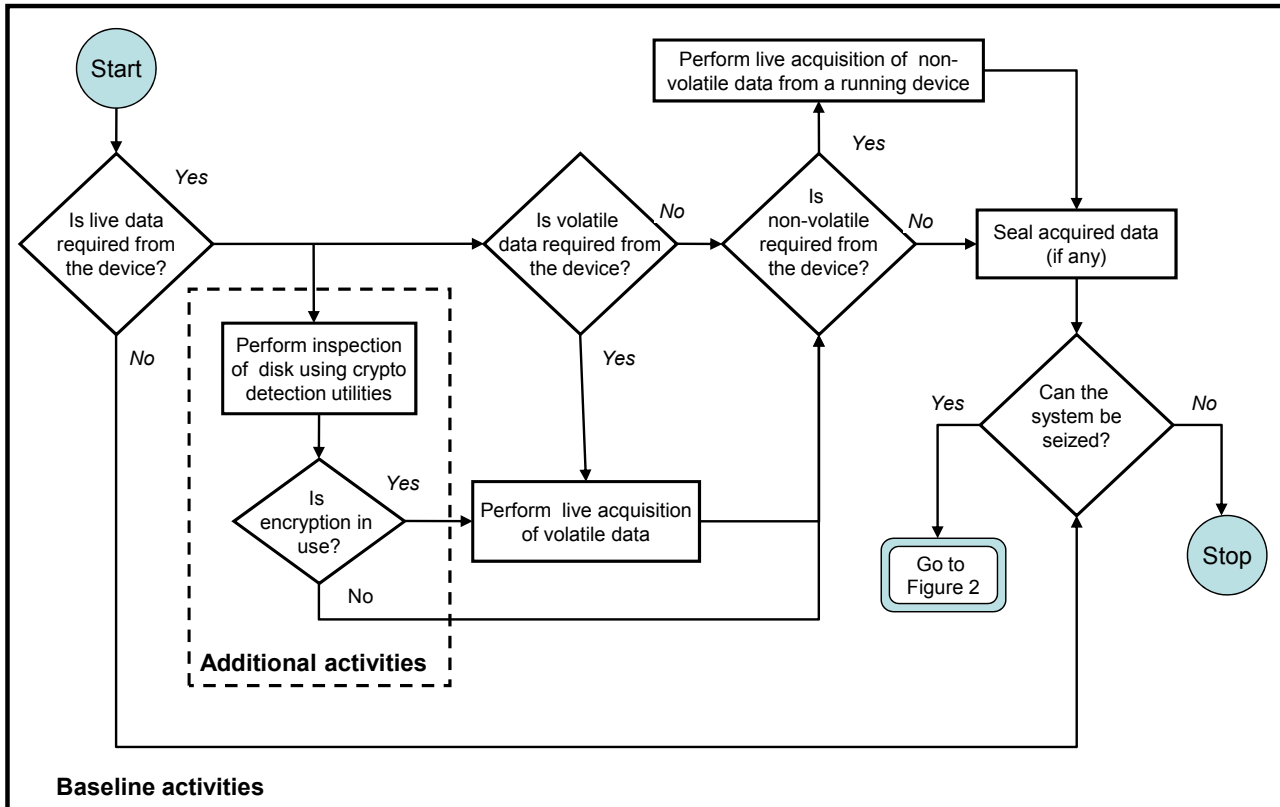 Start
Yes
Is live data
required from
the device?
No
Perform inspection
of disk using crypto
detection utilities
Is
encryption in
use?
Yes
No
Additional activities
Is volatile
data required from
the device?
No
Yes
Perform live acquisition
of volatile data
Perform live acquisition of non-
volatile data from a running device
Yes
Is
non-volatile
required from
the device?
No
Seal acquired data
(if any)
Can the
system be
seized?
Yes
No
Go to
Figure 2
Stop
Baseline activities